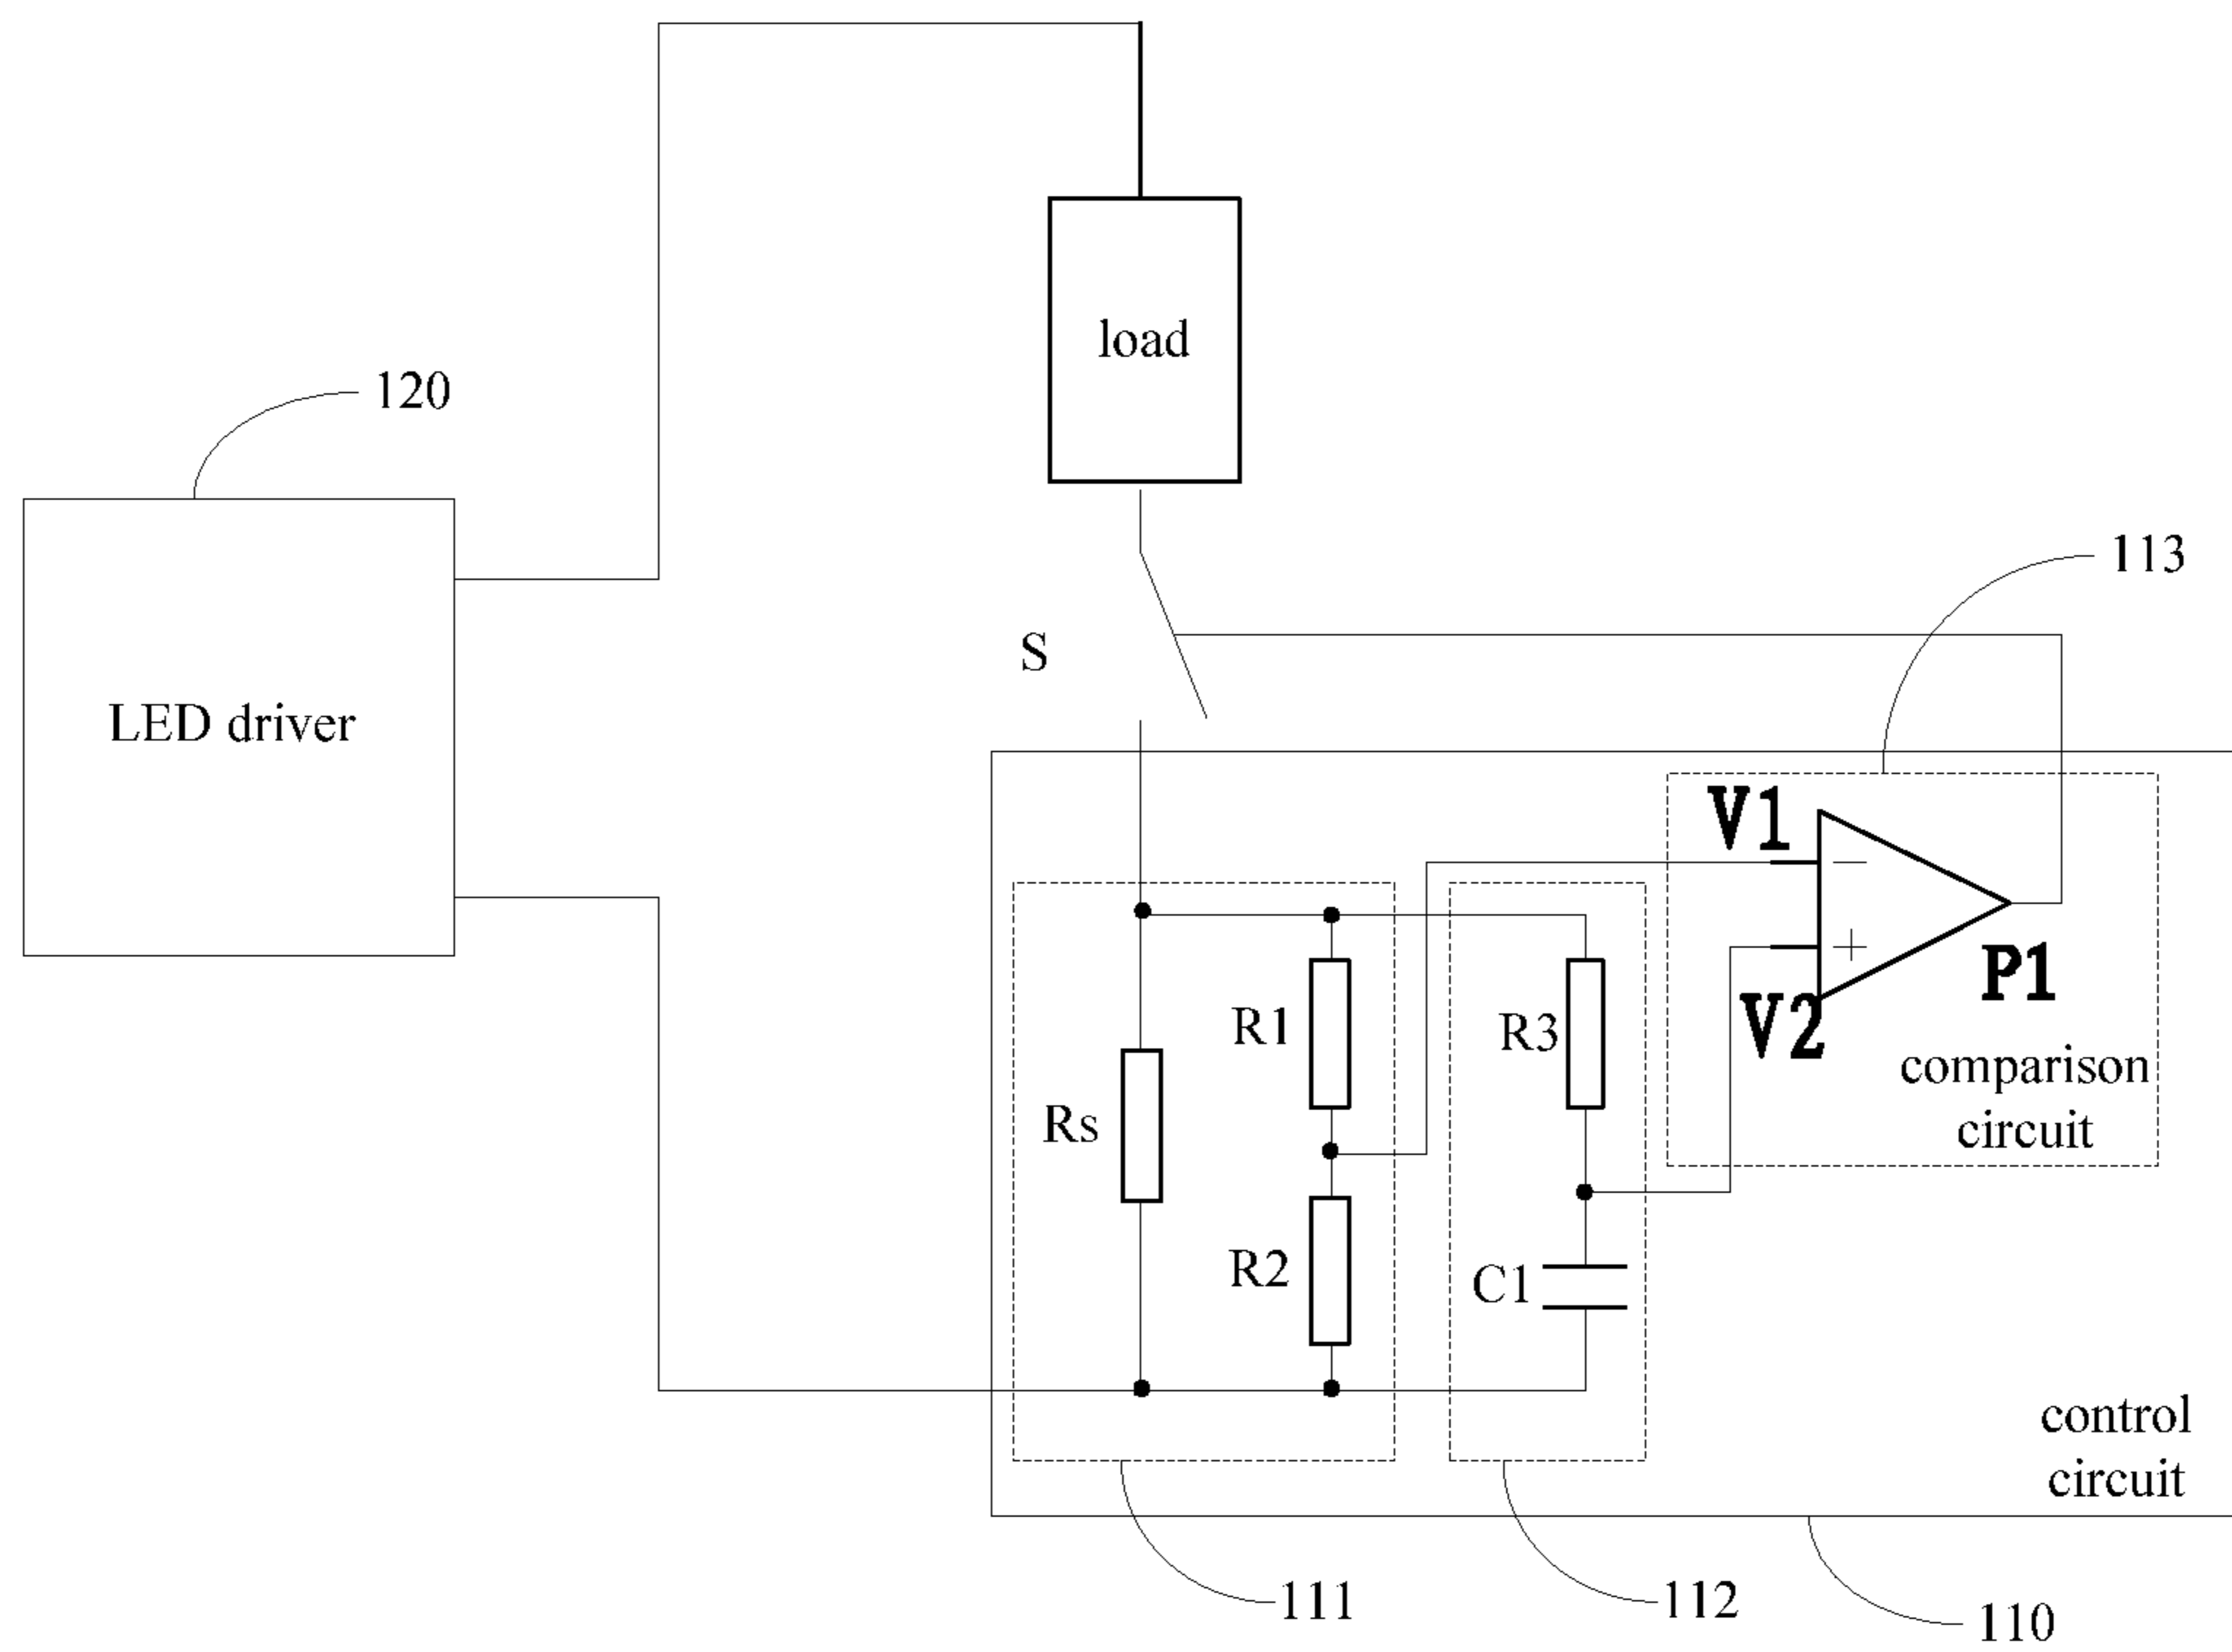 load
120
113
S
LED driver
V1
−
+
P1
V2
R1
R3
comparison
circuit
Rs
R2
C1
control
circuit
111
112
110